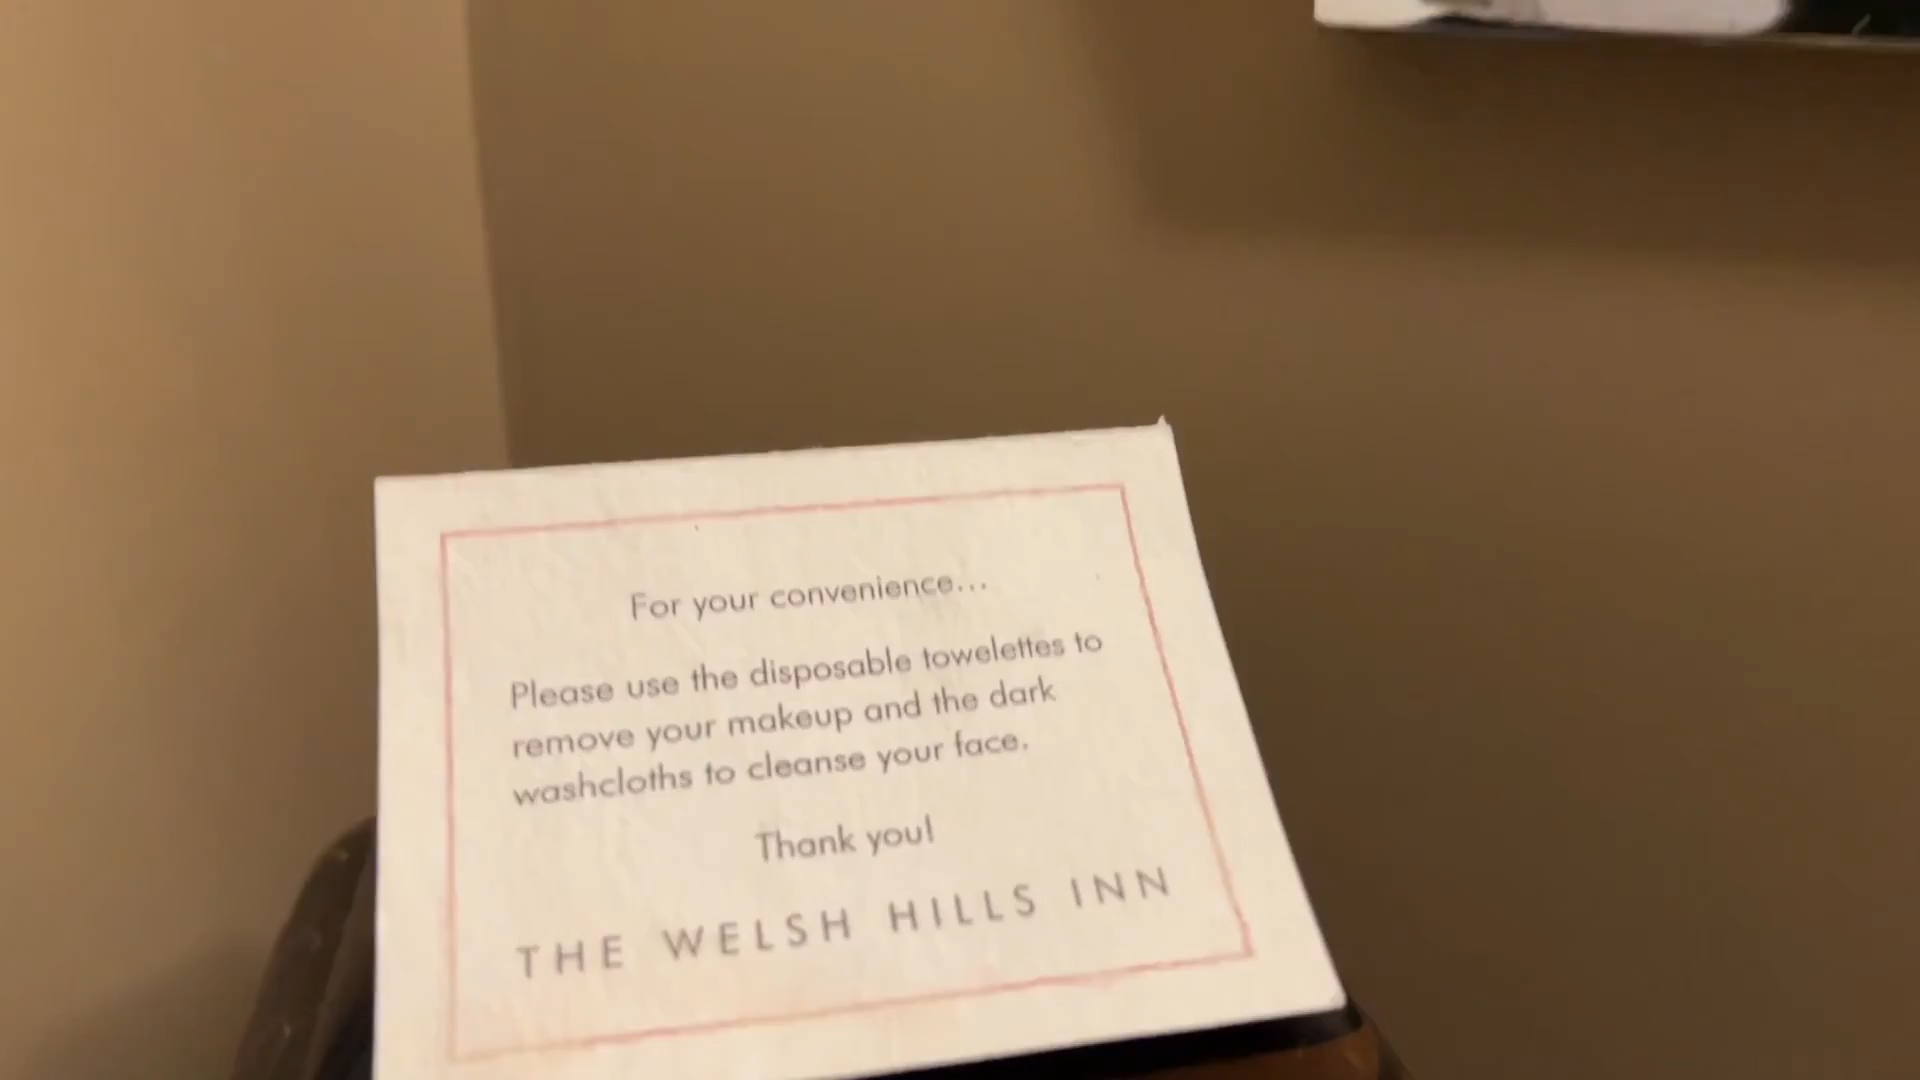 For your convenience...
Please use the disposable towelettes to
remove your makeup and the dark
washcloths to cleanse your face.
Thank you!
THE WELSH HILLS INN